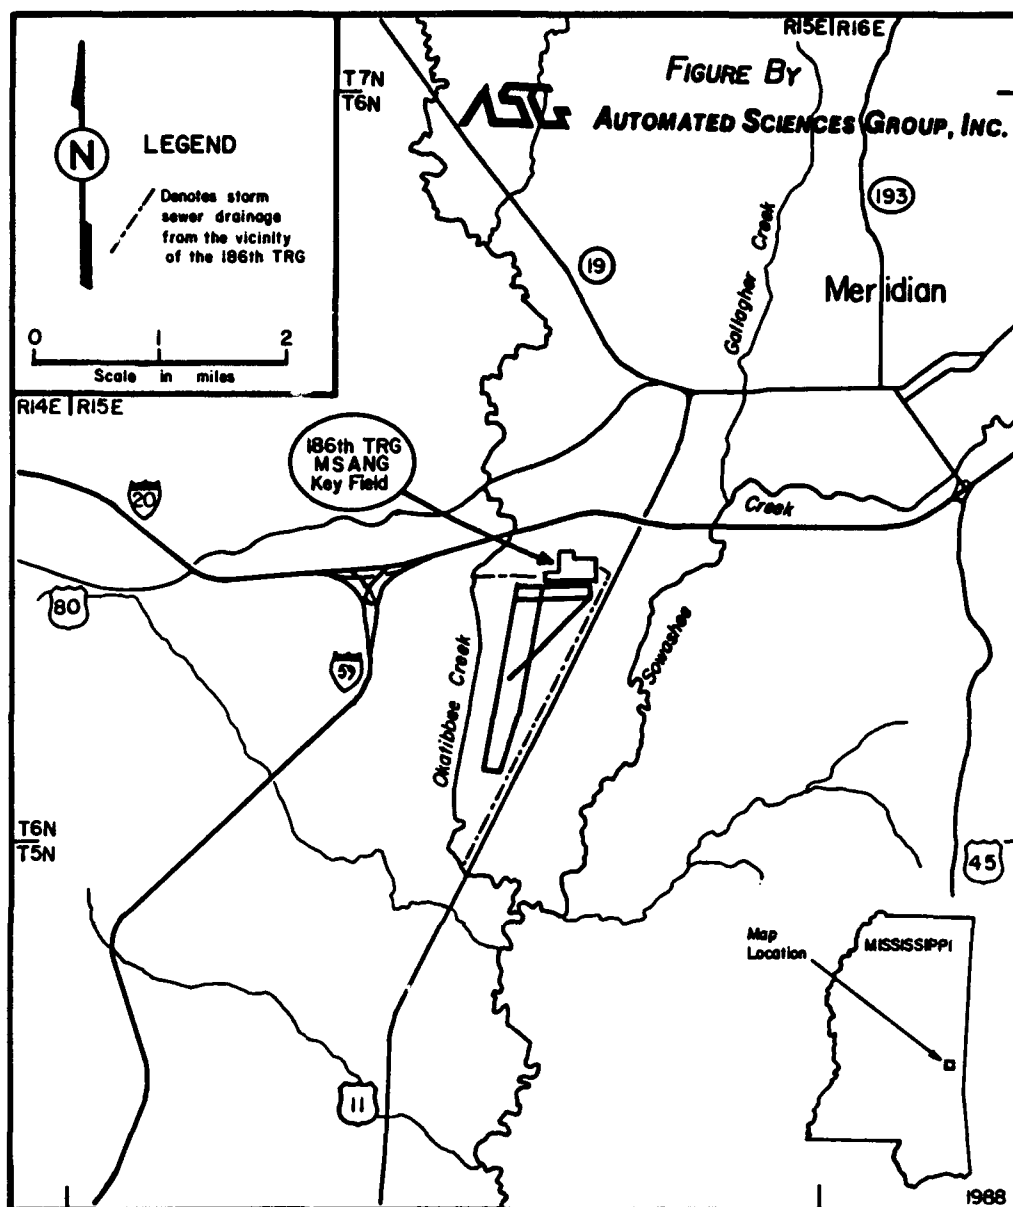 R15E|R16E
T7N
T6N
FIGURE BY
ASG
AUTOMATED SCIENCES GROUP, INC.
N
LEGEND
Denotes storm
sewer drainage
from the vicinity
of the 186th TRG
0 1 2
Scale in miles
193
19
Gallagher Creek
Meridian
R14E|R15E
186th TRG
MSANG
Key Field
20
Creek
80
59
Okatibbee Creek
Sowashee
T6N
T5N
45
Map
Location
MISSISSIPPI
11
1988